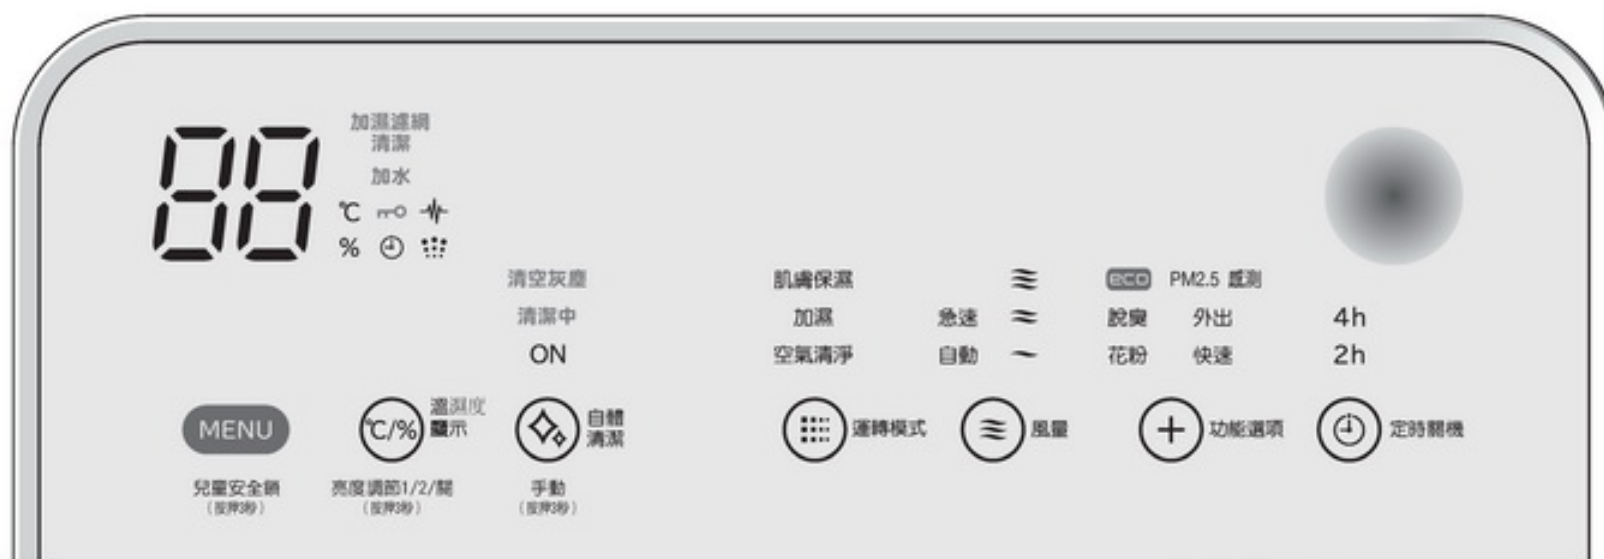 88
加濕濾網
清潔
加水
℃
%
清空灰塵
清潔中
ON
肌膚保濕
加濕
空氣清淨
急速
自動
eco PM2.5 感測
脫臭 外出
花粉 快速
4h
2h
MENU
℃/%
溫濕度
顯示
自體
清潔
運轉模式
風量
功能選項
定時關機
兒童安全鎖
(按押3秒)
亮度調節1/2/關
(按押3秒)
手動
(按押3秒)